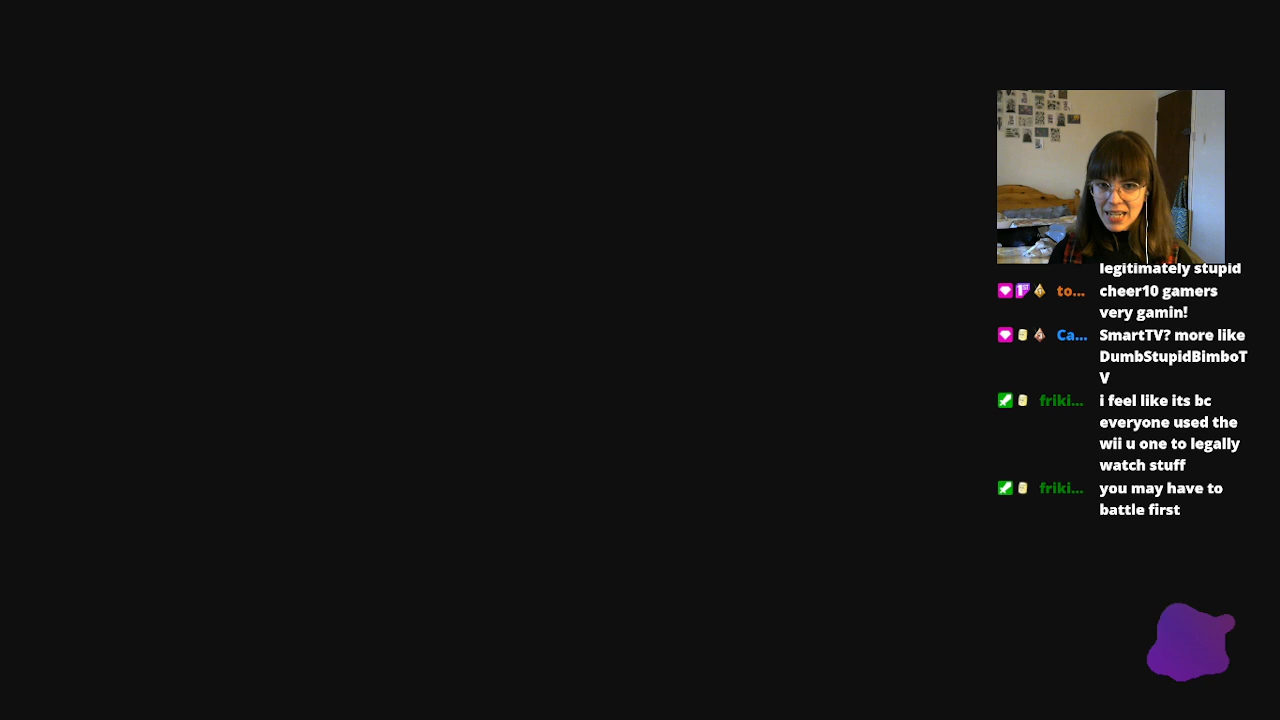 legitimately stupid
to... cheer10 gamers
very gamin!
Ca... SmartTV? more like
DumbStupidBimboT
V
friki... i feel like its bc
everyone used the
wii u one to legally
watch stuff
friki... you may have to
battle first